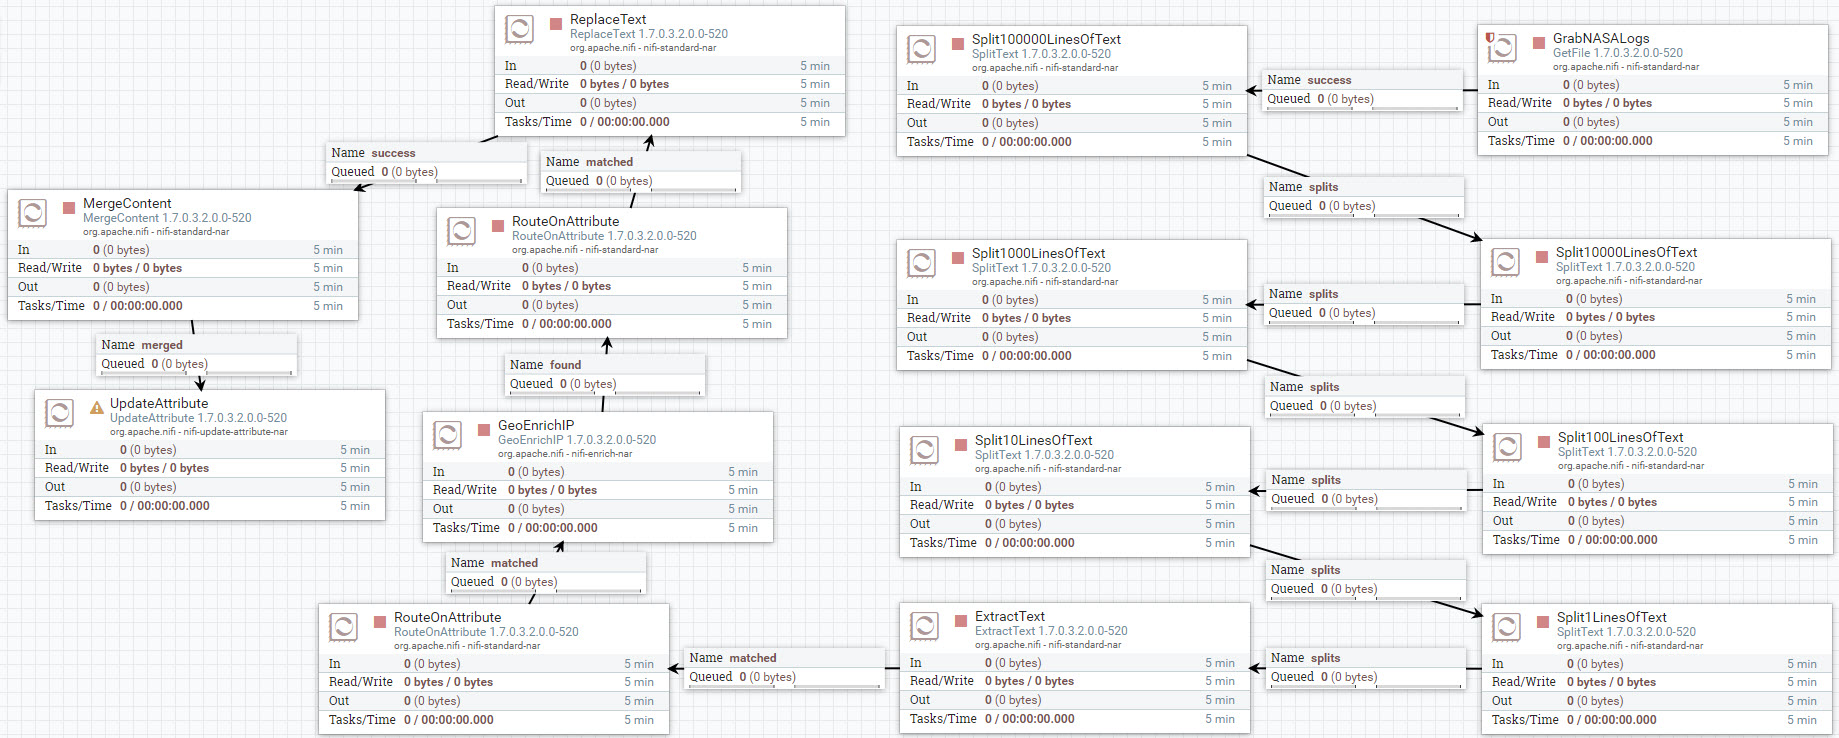 ReplaceText
ReplaceText 1.7.0.3.2.0.0-520
org.apache.nifi - nifi-standard-nar
In 0 (0 bytes) 5 min
Read/Write 0 bytes / 0 bytes 5 min
Out 0 (0 bytes) 5 min
Tasks/Time 0 / 00:00:00.000 5 min
Name success
Queued 0 (0 bytes)
Name matched
Queued 0 (0 bytes)
MergeContent
MergeContent 1.7.0.3.2.0.0-520
org.apache.nifi - nifi-standard-nar
In 0 (0 bytes) 5 min
Read/Write 0 bytes / 0 bytes 5 min
Out 0 (0 bytes) 5 min
Tasks/Time 0 / 00:00:00.000 5 min
Name merged
Queued 0 (0 bytes)
UpdateAttribute
UpdateAttribute 1.7.0.3.2.0.0-520
org.apache.nifi - nifi-update-attribute-nar
In 0 (0 bytes) 5 min
Read/Write 0 bytes / 0 bytes 5 min
Out 0 (0 bytes) 5 min
Tasks/Time 0 / 00:00:00.000 5 min
RouteOnAttribute
RouteOnAttribute 1.7.0.3.2.0.0-520
org.apache.nifi - nifi-standard-nar
In 0 (0 bytes) 5 min
Read/Write 0 bytes / 0 bytes 5 min
Out 0 (0 bytes) 5 min
Tasks/Time 0 / 00:00:00.000 5 min
Name found
Queued 0 (0 bytes)
GeoEnrichIP
GeoEnrichIP 1.7.0.3.2.0.0-520
org.apache.nifi - nifi-enrich-nar
In 0 (0 bytes) 5 min
Read/Write 0 bytes / 0 bytes 5 min
Out 0 (0 bytes) 5 min
Tasks/Time 0 / 00:00:00.000 5 min
Name matched
Queued 0 (0 bytes)
RouteOnAttribute
RouteOnAttribute 1.7.0.3.2.0.0-520
org.apache.nifi - nifi-standard-nar
In 0 (0 bytes) 5 min
Read/Write 0 bytes / 0 bytes 5 min
Out 0 (0 bytes) 5 min
Tasks/Time 0 / 00:00:00.000 5 min
Name matched
Queued 0 (0 bytes)
Split100000LinesOfText
SplitText 1.7.0.3.2.0.0-520
org.apache.nifi - nifi-standard-nar
In 0 (0 bytes) 5 min
Read/Write 0 bytes / 0 bytes 5 min
Out 0 (0 bytes) 5 min
Tasks/Time 0 / 00:00:00.000 5 min
Name success
Queued 0 (0 bytes)
GrabNASALogs
GetFile 1.7.0.3.2.0.0-520
org.apache.nifi - nifi-standard-nar
In 0 (0 bytes) 5 min
Read/Write 0 bytes / 0 bytes 5 min
Out 0 (0 bytes) 5 min
Tasks/Time 0 / 00:00:00.000 5 min
Name splits
Queued 0 (0 bytes)
Split1000LinesOfText
SplitText 1.7.0.3.2.0.0-520
org.apache.nifi - nifi-standard-nar
In 0 (0 bytes) 5 min
Read/Write 0 bytes / 0 bytes 5 min
Out 0 (0 bytes) 5 min
Tasks/Time 0 / 00:00:00.000 5 min
Name splits
Queued 0 (0 bytes)
Split10000LinesOfText
SplitText 1.7.0.3.2.0.0-520
org.apache.nifi - nifi-standard-nar
In 0 (0 bytes) 5 min
Read/Write 0 bytes / 0 bytes 5 min
Out 0 (0 bytes) 5 min
Tasks/Time 0 / 00:00:00.000 5 min
Name splits
Queued 0 (0 bytes)
Split10LinesOfText
SplitText 1.7.0.3.2.0.0-520
org.apache.nifi - nifi-standard-nar
In 0 (0 bytes) 5 min
Read/Write 0 bytes / 0 bytes 5 min
Out 0 (0 bytes) 5 min
Tasks/Time 0 / 00:00:00.000 5 min
Name splits
Queued 0 (0 bytes)
Split100LinesOfText
SplitText 1.7.0.3.2.0.0-520
org.apache.nifi - nifi-standard-nar
In 0 (0 bytes) 5 min
Read/Write 0 bytes / 0 bytes 5 min
Out 0 (0 bytes) 5 min
Tasks/Time 0 / 00:00:00.000 5 min
Name splits
Queued 0 (0 bytes)
ExtractText
ExtractText 1.7.0.3.2.0.0-520
org.apache.nifi - nifi-standard-nar
In 0 (0 bytes) 5 min
Read/Write 0 bytes / 0 bytes 5 min
Out 0 (0 bytes) 5 min
Tasks/Time 0 / 00:00:00.000 5 min
Name splits
Queued 0 (0 bytes)
Split1LinesOfText
SplitText 1.7.0.3.2.0.0-520
org.apache.nifi - nifi-standard-nar
In 0 (0 bytes) 5 min
Read/Write 0 bytes / 0 bytes 5 min
Out 0 (0 bytes) 5 min
Tasks/Time 0 / 00:00:00.000 5 min